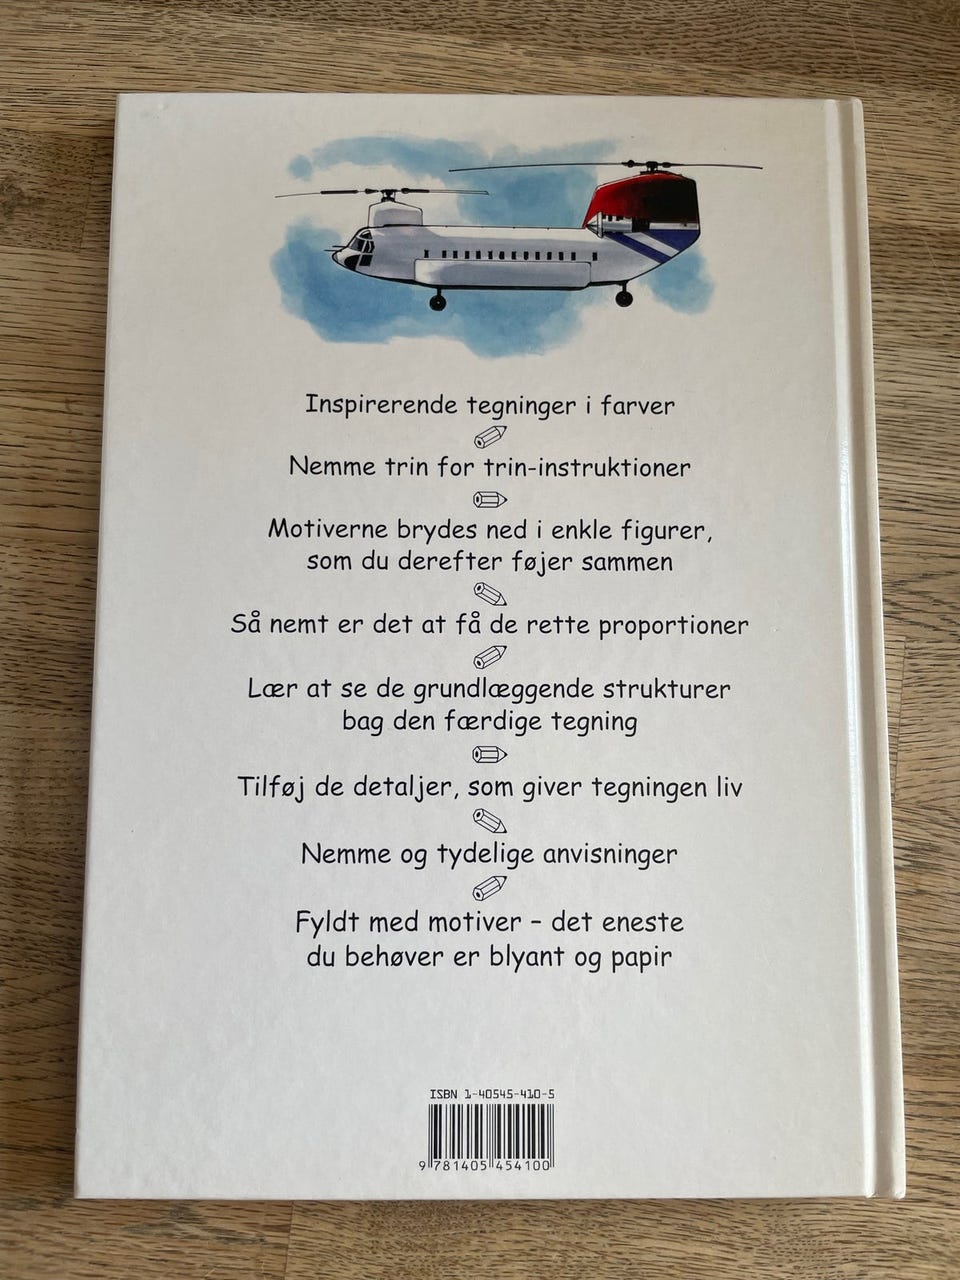 Inspirerende tegninger i farver
Nemme trin for trin-instruktioner
Motiverne brydes ned i enkle figurer,
som du derefter føjer sammen
Så nemt er det at få de rette proportioner
Lær at se de grundlæggende strukturer
bag den færdige tegning
Tilføj de detaljer, som giver tegningen liv
Nemme og tydelige anvisninger
Fyldt med motiver – det eneste
du behøver er blyant og papir
ISBN 1-40545-410-5
9 781405 454100